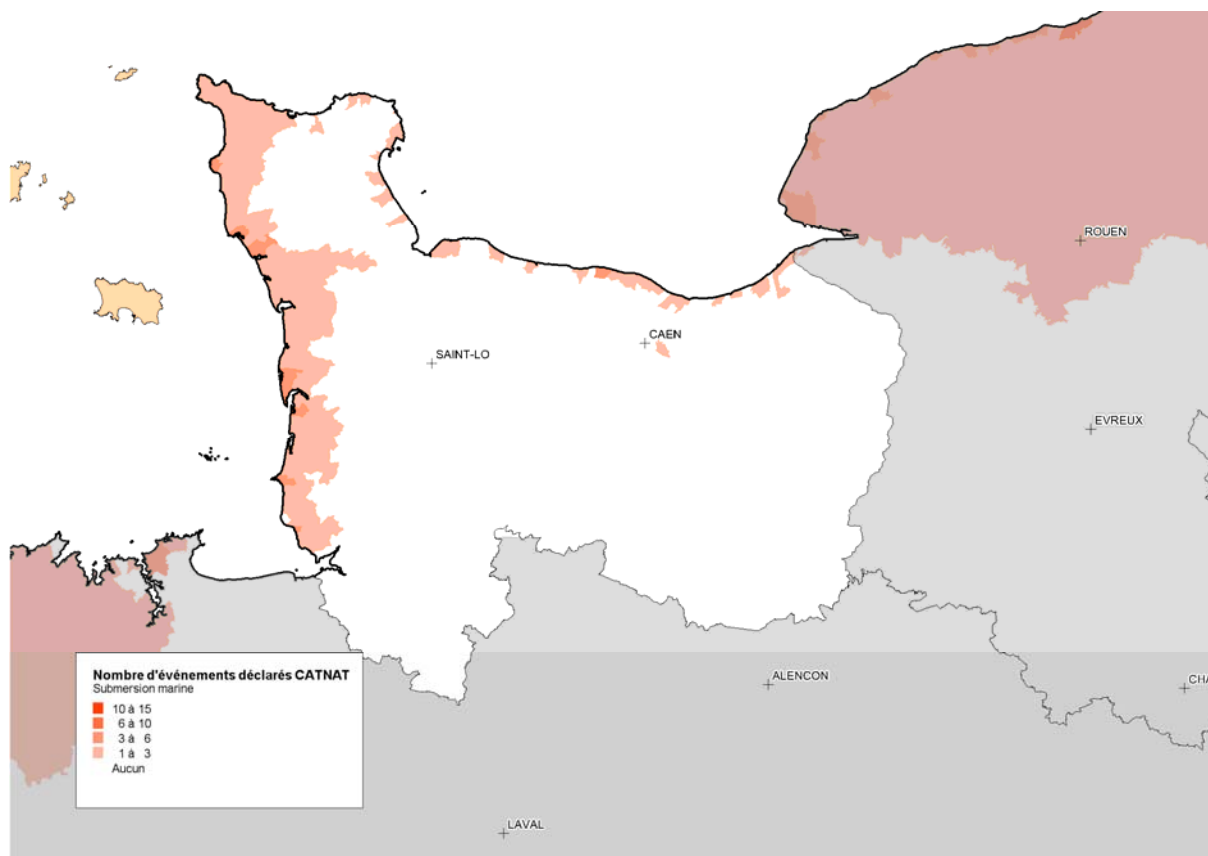 ROUEN
CAEN
SAINT-LO
EVREUX
Nombre d'événements déclarés CATNAT
Submersion marine
10 à 15
6 à 10
3 à 6
1 à 3
Aucun
ALENCON
CHA
LAVAL